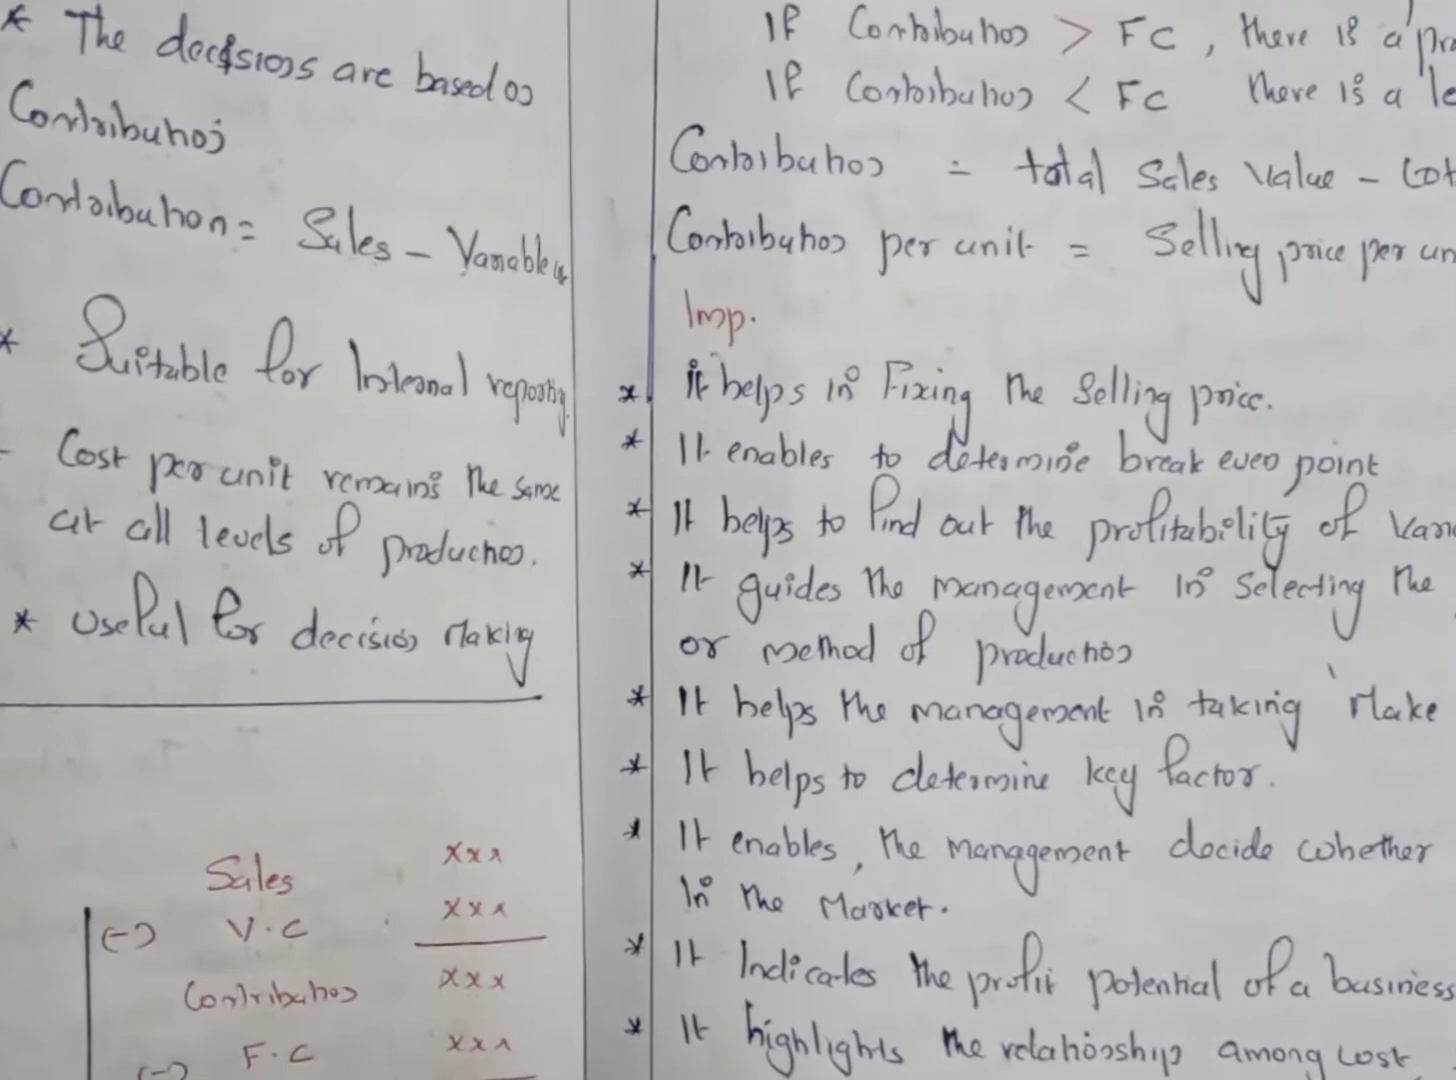 * The decisions are based on
Contribution
Contribution = Sales - Variable
* Suitable for Internal reporting
- Cost per unit remains the same
at all levels of production.
* Useful for decision Making
Sales xxx
(-) V.C xxx
Contribution xxx
(-) F.C xxx
If Contribution > FC, there is a
If Contribution < FC there is a
Contribution = total Sales Value -
Contribution per unit = Selling price per
Imp.
* it helps in Fixing the Selling price.
* It enables to determine break even point
* It helps to find out the profitability of
* It guides the management in Selecting the
or method of production
* It helps the management in taking 'Make
* It helps to determine key factor.
* It enables, the management decide whether
In the Market.
* It Indicates the profit potential of a business
* It highlights the relationship among cost